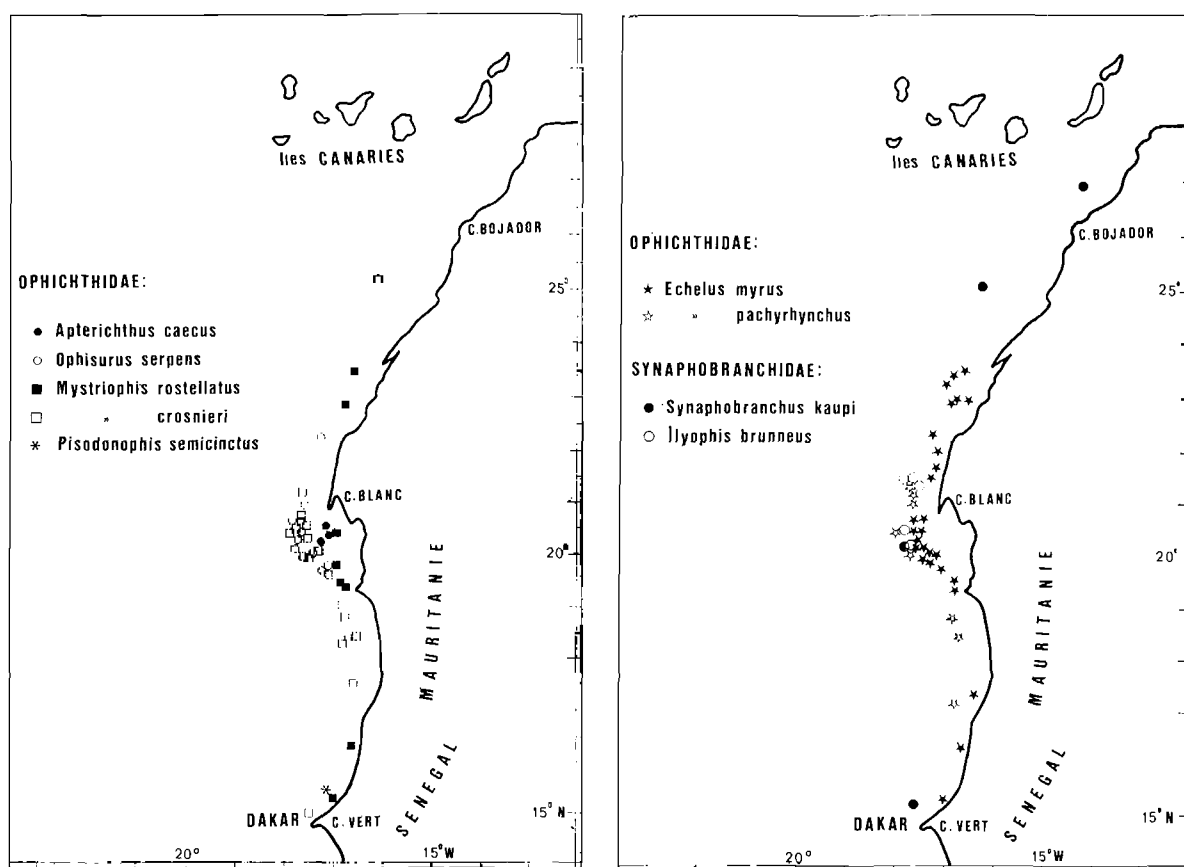 Iles CANARIES
C. BOJADOR
OPHICHTHIDAE:
Apterichthus caecus
Ophisurus serpens
Mystriophis rostellatus
" crosnieri
Pisodonophis semicinctus
25°
C. BLANC
20°
MAURITANIE
SENEGAL
15° N
DAKAR
C. VERT
20°
15° W
Iles CANARIES
C. BOJADOR
OPHICHTHIDAE:
Echelus myrus
" pachyrhynchus
25°
SYNAPHOBRANCHIDAE:
Synaphobranchus kaupi
Ilyophis brunneus
C. BLANC
20°
MAURITANIE
SENEGAL
15° N
DAKAR
C. VERT
20°
15° W